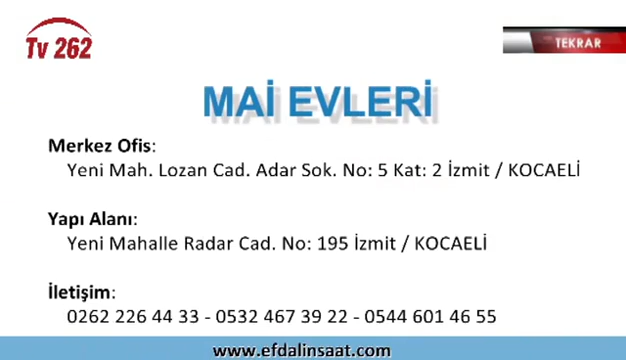 Tv 262
TEKRAR
MAİ EVLERİ
Merkez Ofis:
Yeni Mah. Lozan Cad. Adar Sok. No: 5 Kat: 2 İzmit / KOCAELİ
Yapı Alanı:
Yeni Mahalle Radar Cad. No: 195 İzmit / KOCAELİ
İletişim:
0262 226 44 33 - 0532 467 39 22 - 0544 601 46 55
www.efdalinsaat.com